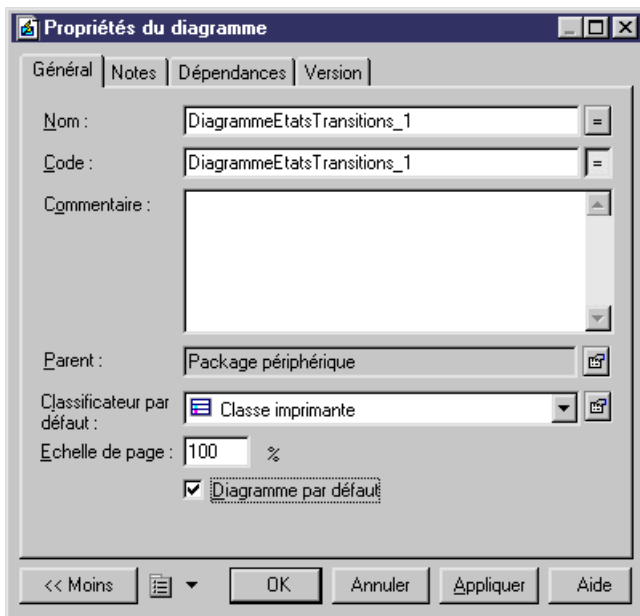 Propriétés du diagramme
Général Notes Dépendances Version
Nom : DiagrammeEtatsTransitions_1 =
Code : DiagrammeEtatsTransitions_1 =
Commentaire :
Parent : Package périphérique
Classificateur par
défaut : Classe imprimante
Echelle de page : 100 %
Diagramme par défaut
<< Moins OK Annuler Appliquer Aide